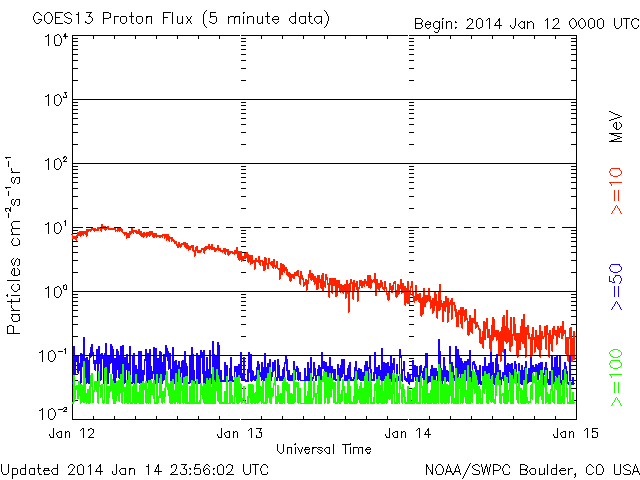 GOES13 Proton Flux (5 minute data)
Begin: 2014 Jan 12 0000 UTC
Particles cm⁻²s⁻¹sr⁻¹
10⁴
10³
10²
10¹
10⁰
10⁻¹
10⁻²
Jan 12
Jan 13
Jan 14
Jan 15
Universal Time
>=10
>=50
>=100
MeV
Updated 2014 Jan 14 23:56:02 UTC
NOAA/SWPC Boulder, CO USA